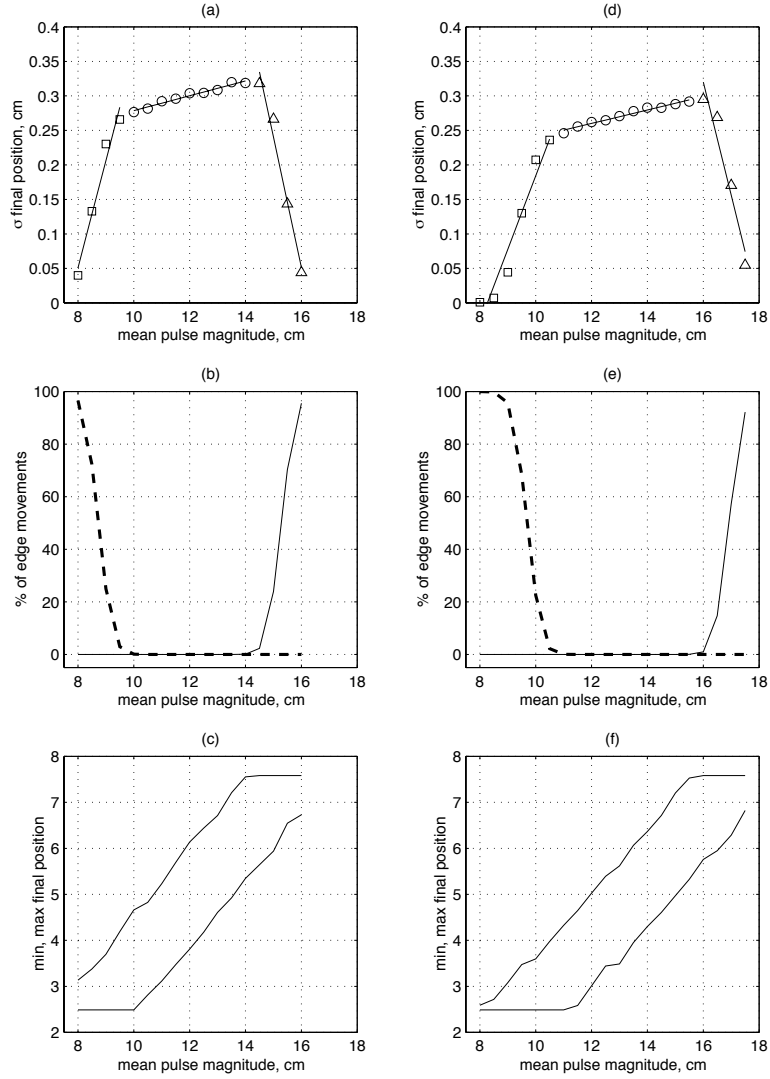 (a)
0.4
0.35
0.3
0.25
0.2
0.15
0.1
0.05
0
σ final position, cm
8 10 12 14 16 18
mean pulse magnitude, cm
(d)
0.4
0.35
0.3
0.25
0.2
0.15
0.1
0.05
0
σ final position, cm
8 10 12 14 16 18
mean pulse magnitude, cm
(b)
100
80
60
40
20
0
% of edge movements
8 10 12 14 16 18
mean pulse magnitude, cm
(e)
100
80
60
40
20
0
% of edge movements
8 10 12 14 16 18
mean pulse magnitude, cm
(c)
8
7
6
5
4
3
2
min, max final position
8 10 12 14 16 18
mean pulse magnitude, cm
(f)
8
7
6
5
4
3
2
min, max final position
8 10 12 14 16 18
mean pulse magnitude, cm